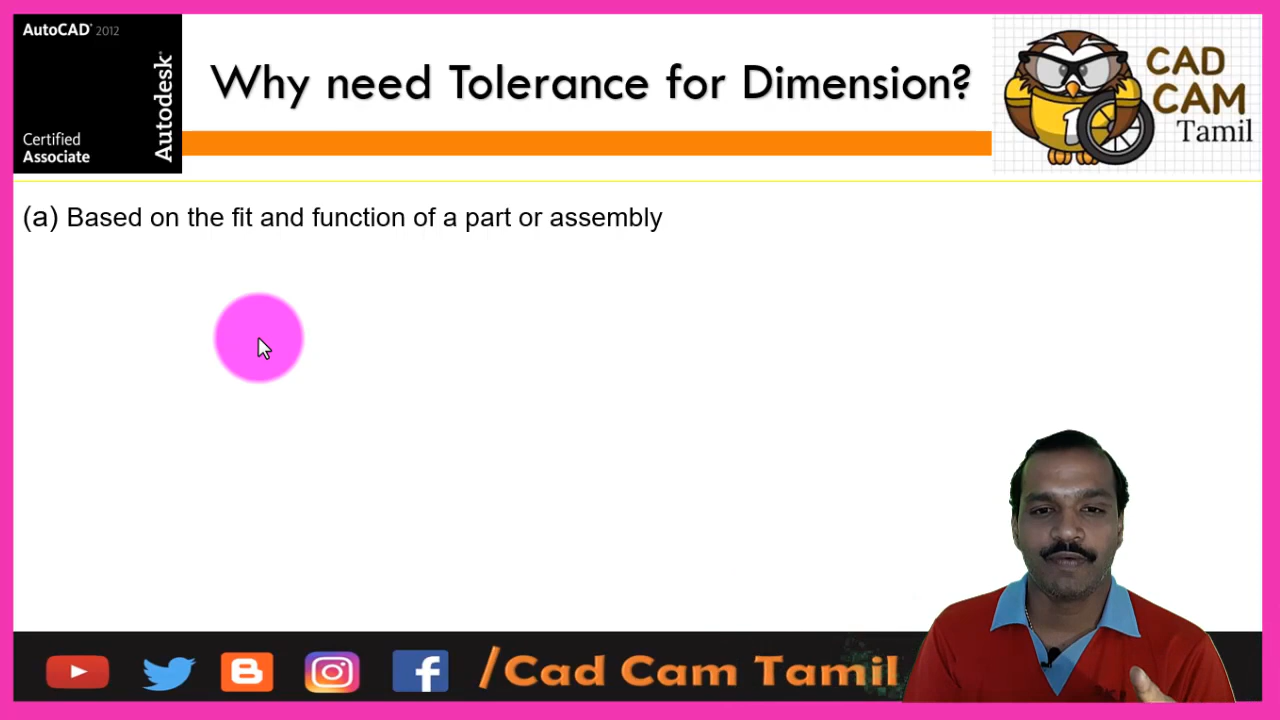 AutoCAD® 2012
Autodesk®
Certified
Associate
Why need Tolerance for Dimension?
CAD
CAM
Tamil
1
(a) Based on the fit and function of a part or assembly
/Cad Cam Tamil